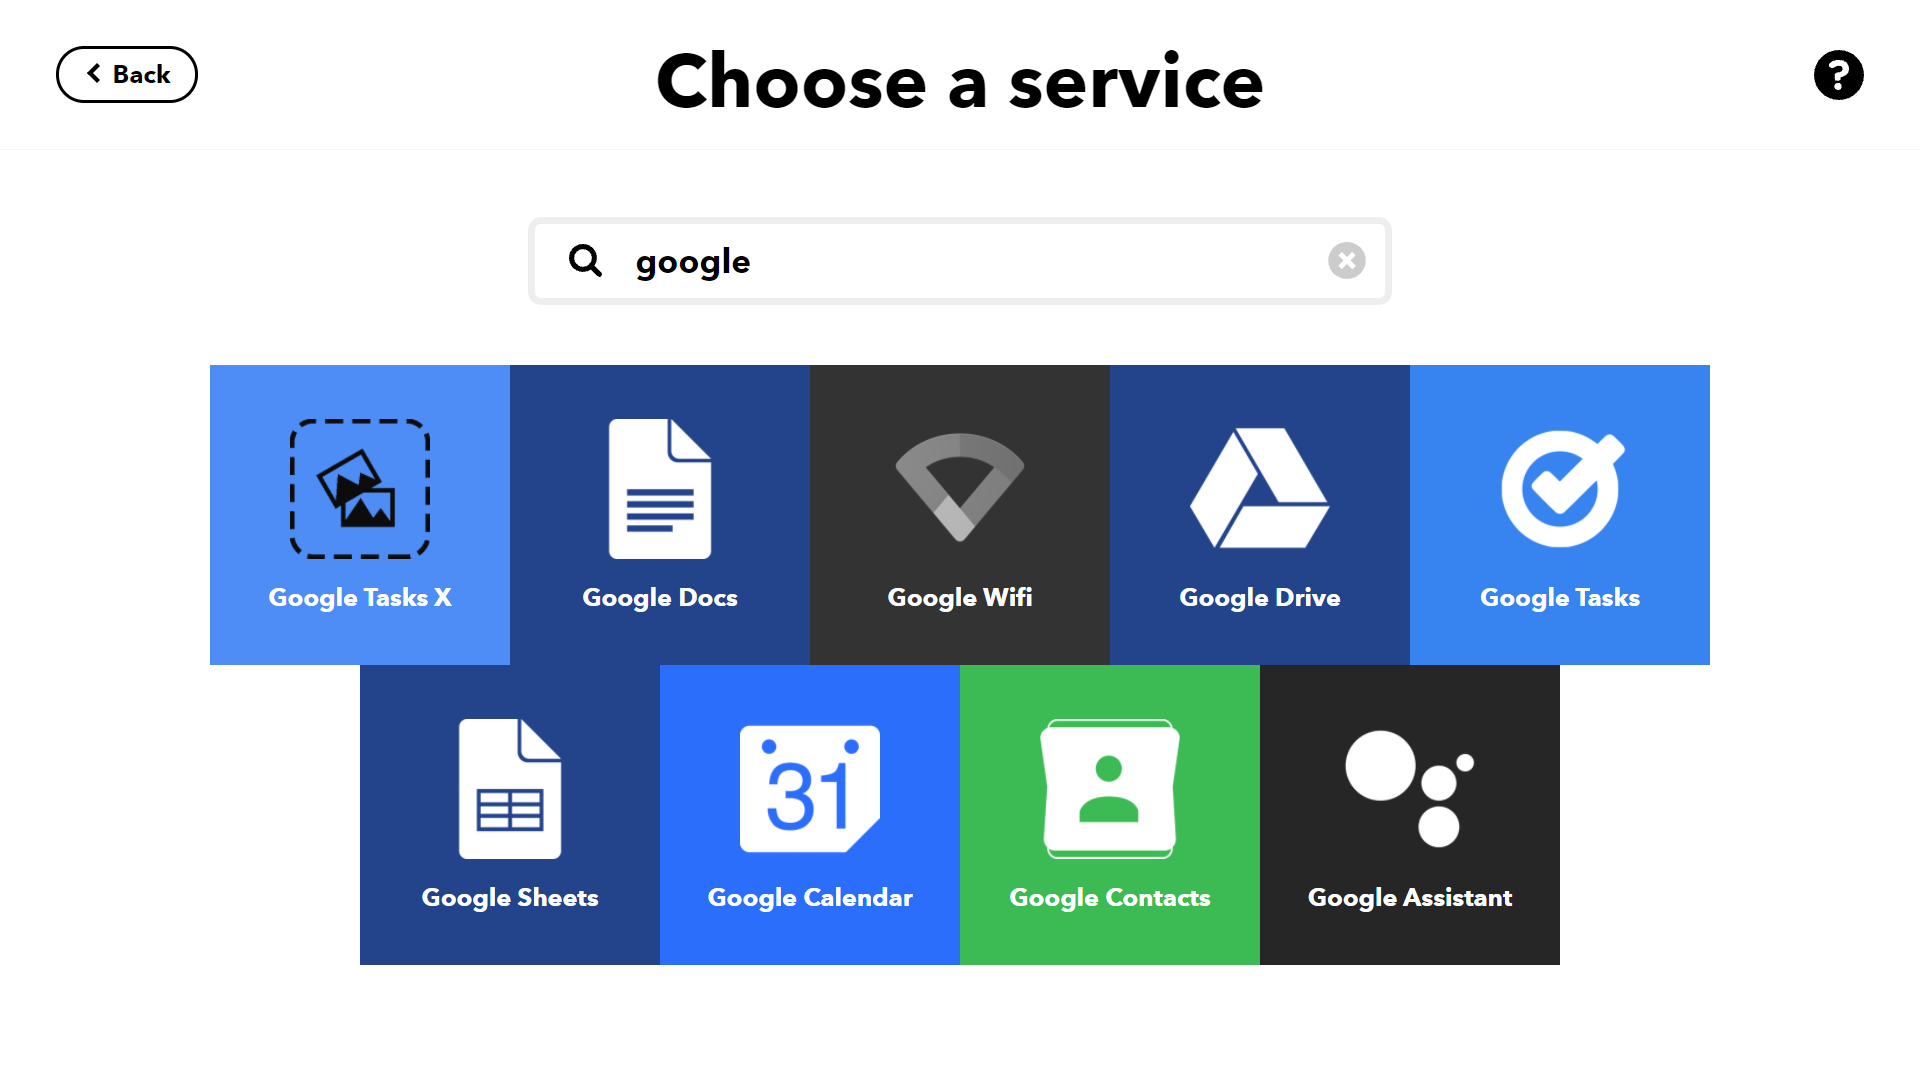 Back
Choose a service
?
google
Google Tasks X
Google Docs
Google Wifi
Google Drive
Google Tasks
31
Google Sheets
Google Calendar
Google Contacts
Google Assistant